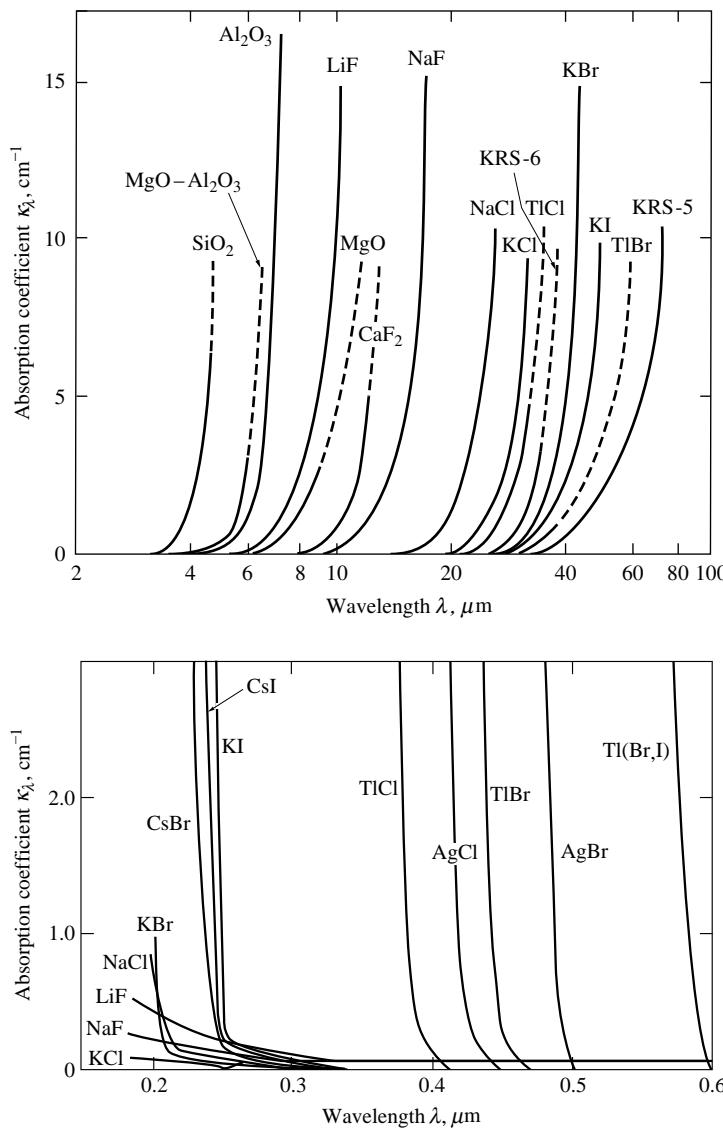 Al₂O₃
LiF
NaF
KBr
15
MgO–Al₂O₃
KRS-6
NaCl TlCl
KRS-5
SiO₂
MgO
KCl
KI
TlBr
10
CaF₂
5
0
Absorption coefficient κλ, cm⁻¹
2 4 6 8 10 20 40 60 80 100
Wavelength λ, μm
CsI
KI
Tl(Br,I)
TlCl
TlBr
2.0
CsBr
AgCl
AgBr
KBr
1.0
NaCl
LiF
NaF
KCl
0
Absorption coefficient κλ, cm⁻¹
0.2 0.3 0.4 0.5 0.6
Wavelength λ, μm